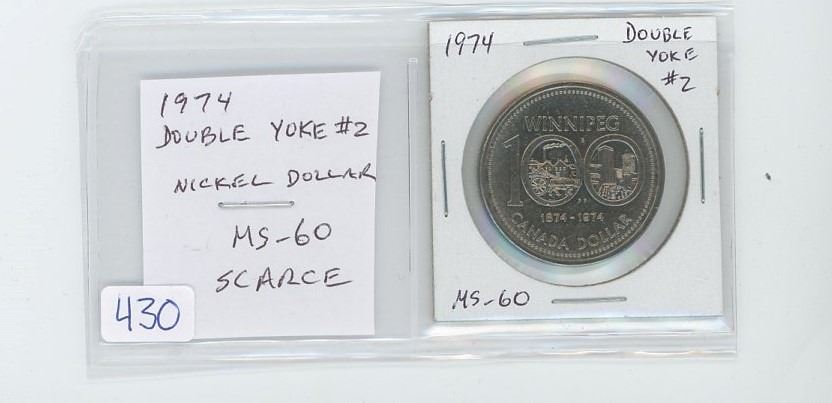 1974
DOUBLE YOKE #2
NICKEL DOLLAR
MS-60
SCARCE
430
1974
DOUBLE
YOKE
#2
WINNIPEG
100
1874-1974
CANADA DOLLAR
MS-60